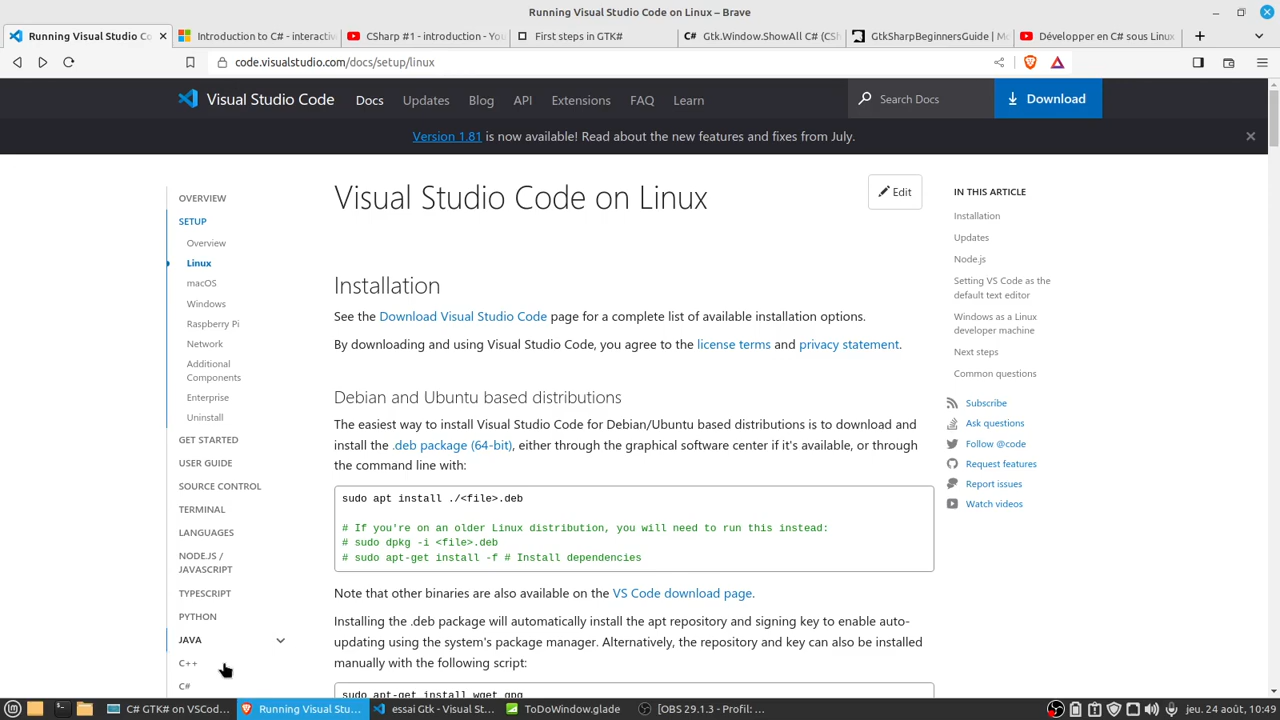 Running Visual Studio Code on Linux – Brave
Running Visual Studio Co
Introduction to C# - interactiv
CSharp #1 - introduction - You
First steps in GTK#
C# Gtk.Window.ShowAll C# (CSh
GtkSharpBeginnersGuide | Mo
Développer en C# sous Linux
code.visualstudio.com/docs/setup/linux
Visual Studio Code
Docs
Updates
Blog
API
Extensions
FAQ
Learn
Search Docs
Download
Version 1.81 is now available! Read about the new features and fixes from July.
OVERVIEW
SETUP
Overview
Linux
macOS
Windows
Raspberry Pi
Network
Additional
Components
Enterprise
Uninstall
GET STARTED
USER GUIDE
SOURCE CONTROL
TERMINAL
LANGUAGES
NODE.JS /
JAVASCRIPT
TYPESCRIPT
PYTHON
JAVA
C++
C#
Visual Studio Code on Linux
Edit
Installation
See the Download Visual Studio Code page for a complete list of available installation options.
By downloading and using Visual Studio Code, you agree to the license terms and privacy statement.
Debian and Ubuntu based distributions
The easiest way to install Visual Studio Code for Debian/Ubuntu based distributions is to download and
install the .deb package (64-bit), either through the graphical software center if it's available, or through
the command line with:
sudo apt install ./<file>.deb
# If you're on an older Linux distribution, you will need to run this instead:
# sudo dpkg -i <file>.deb
# sudo apt-get install -f # Install dependencies
Note that other binaries are also available on the VS Code download page.
Installing the .deb package will automatically install the apt repository and signing key to enable auto-
updating using the system's package manager. Alternatively, the repository and key can also be installed
manually with the following script:
sudo apt-get install wget gpg
IN THIS ARTICLE
Installation
Updates
Node.js
Setting VS Code as the
default text editor
Windows as a Linux
developer machine
Next steps
Common questions
Subscribe
Ask questions
Follow @code
Request features
Report issues
Watch videos
C# GTK# on VSCod...
Running Visual Stu...
essai Gtk - Visual St...
ToDoWindow.glade
[OBS 29.1.3 - Profil: ...
jeu. 24 août, 10:49